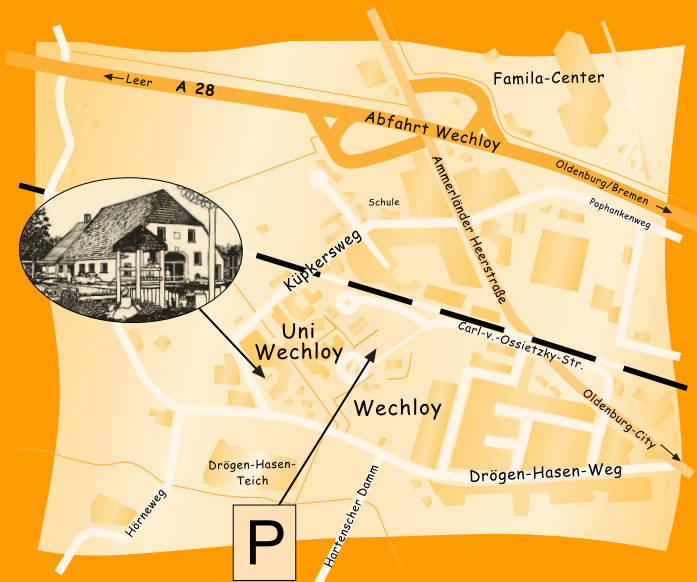 Famila-Center
Leer
A 28
Abfahrt Wechloy
Oldenburg/Bremen
Ammerländer Heerstraße
Schule
Pophankenweg
Küpkersweg
Uni
Wechloy
Carl-v.-Ossietzky-Str.
Wechloy
Oldenburg-City
Drögen-Hasen-
Teich
Drögen-Hasen-Weg
Hörneweg
Hartenscher Damm
P